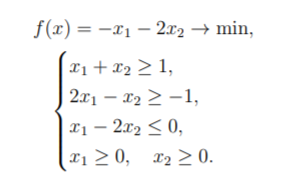 f(x) = −x₁ − 2x₂ → min,
x₁ + x₂ ≥ 1,
2x₁ − x₂ ≥ −1,
x₁ − 2x₂ ≤ 0,
x₁ ≥ 0, x₂ ≥ 0.